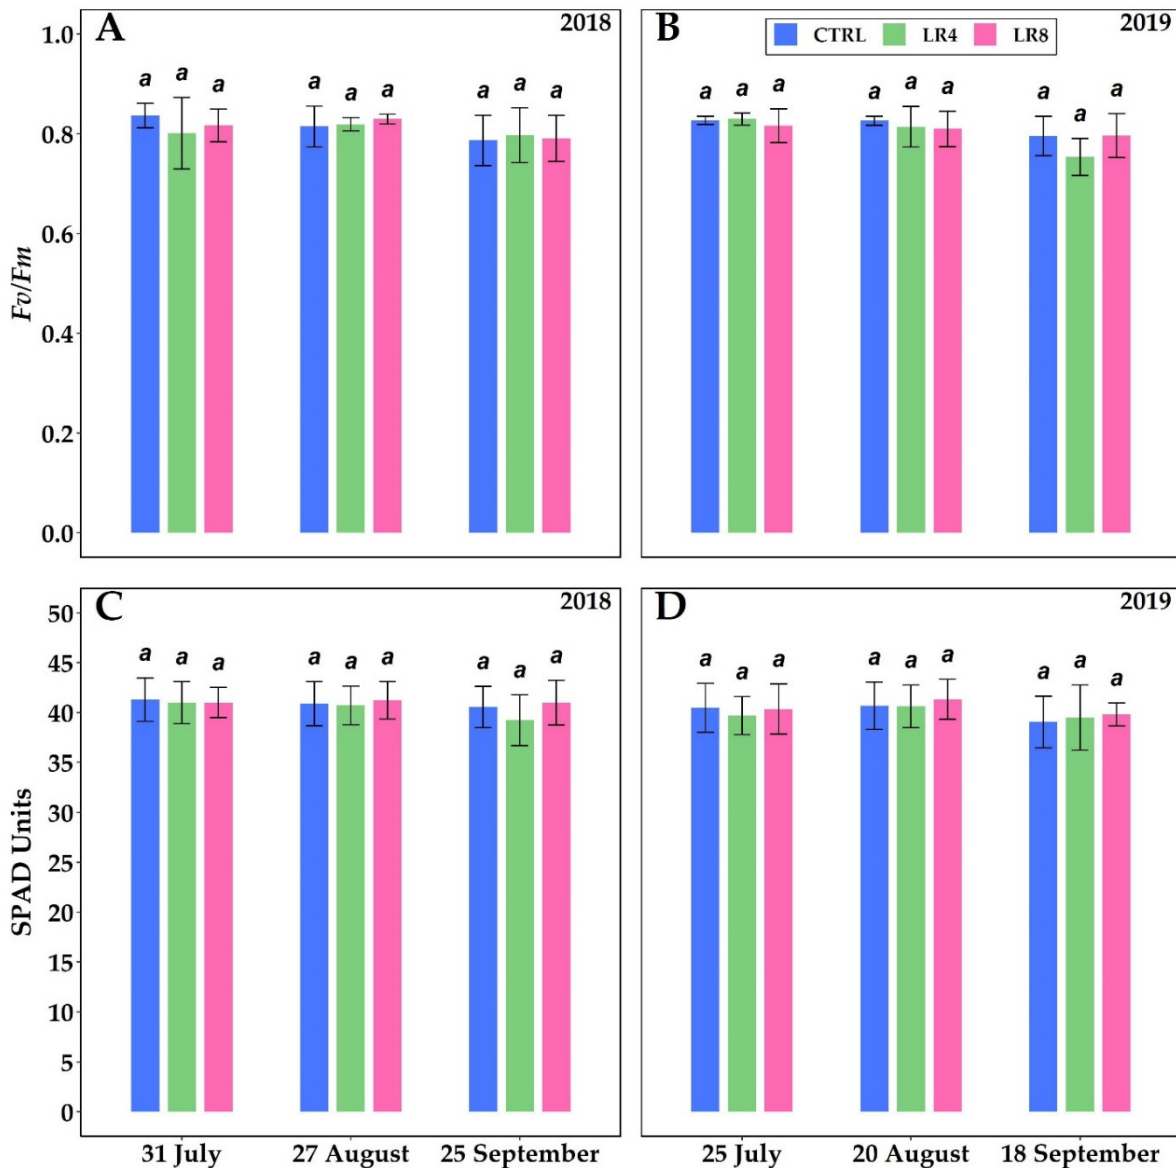 A 2018
B 2019
CTRL LR4 LR8
1.0
0.8
0.6
0.4
0.2
0.0
Fv/Fm
a a a a a a a a a
a a a a a a a a a
C 2018
D 2019
50
45
40
35
30
25
20
15
10
5
0
SPAD Units
a a a a a a a a a
a a a a a a a a a
31 July 27 August 25 September
25 July 20 August 18 September